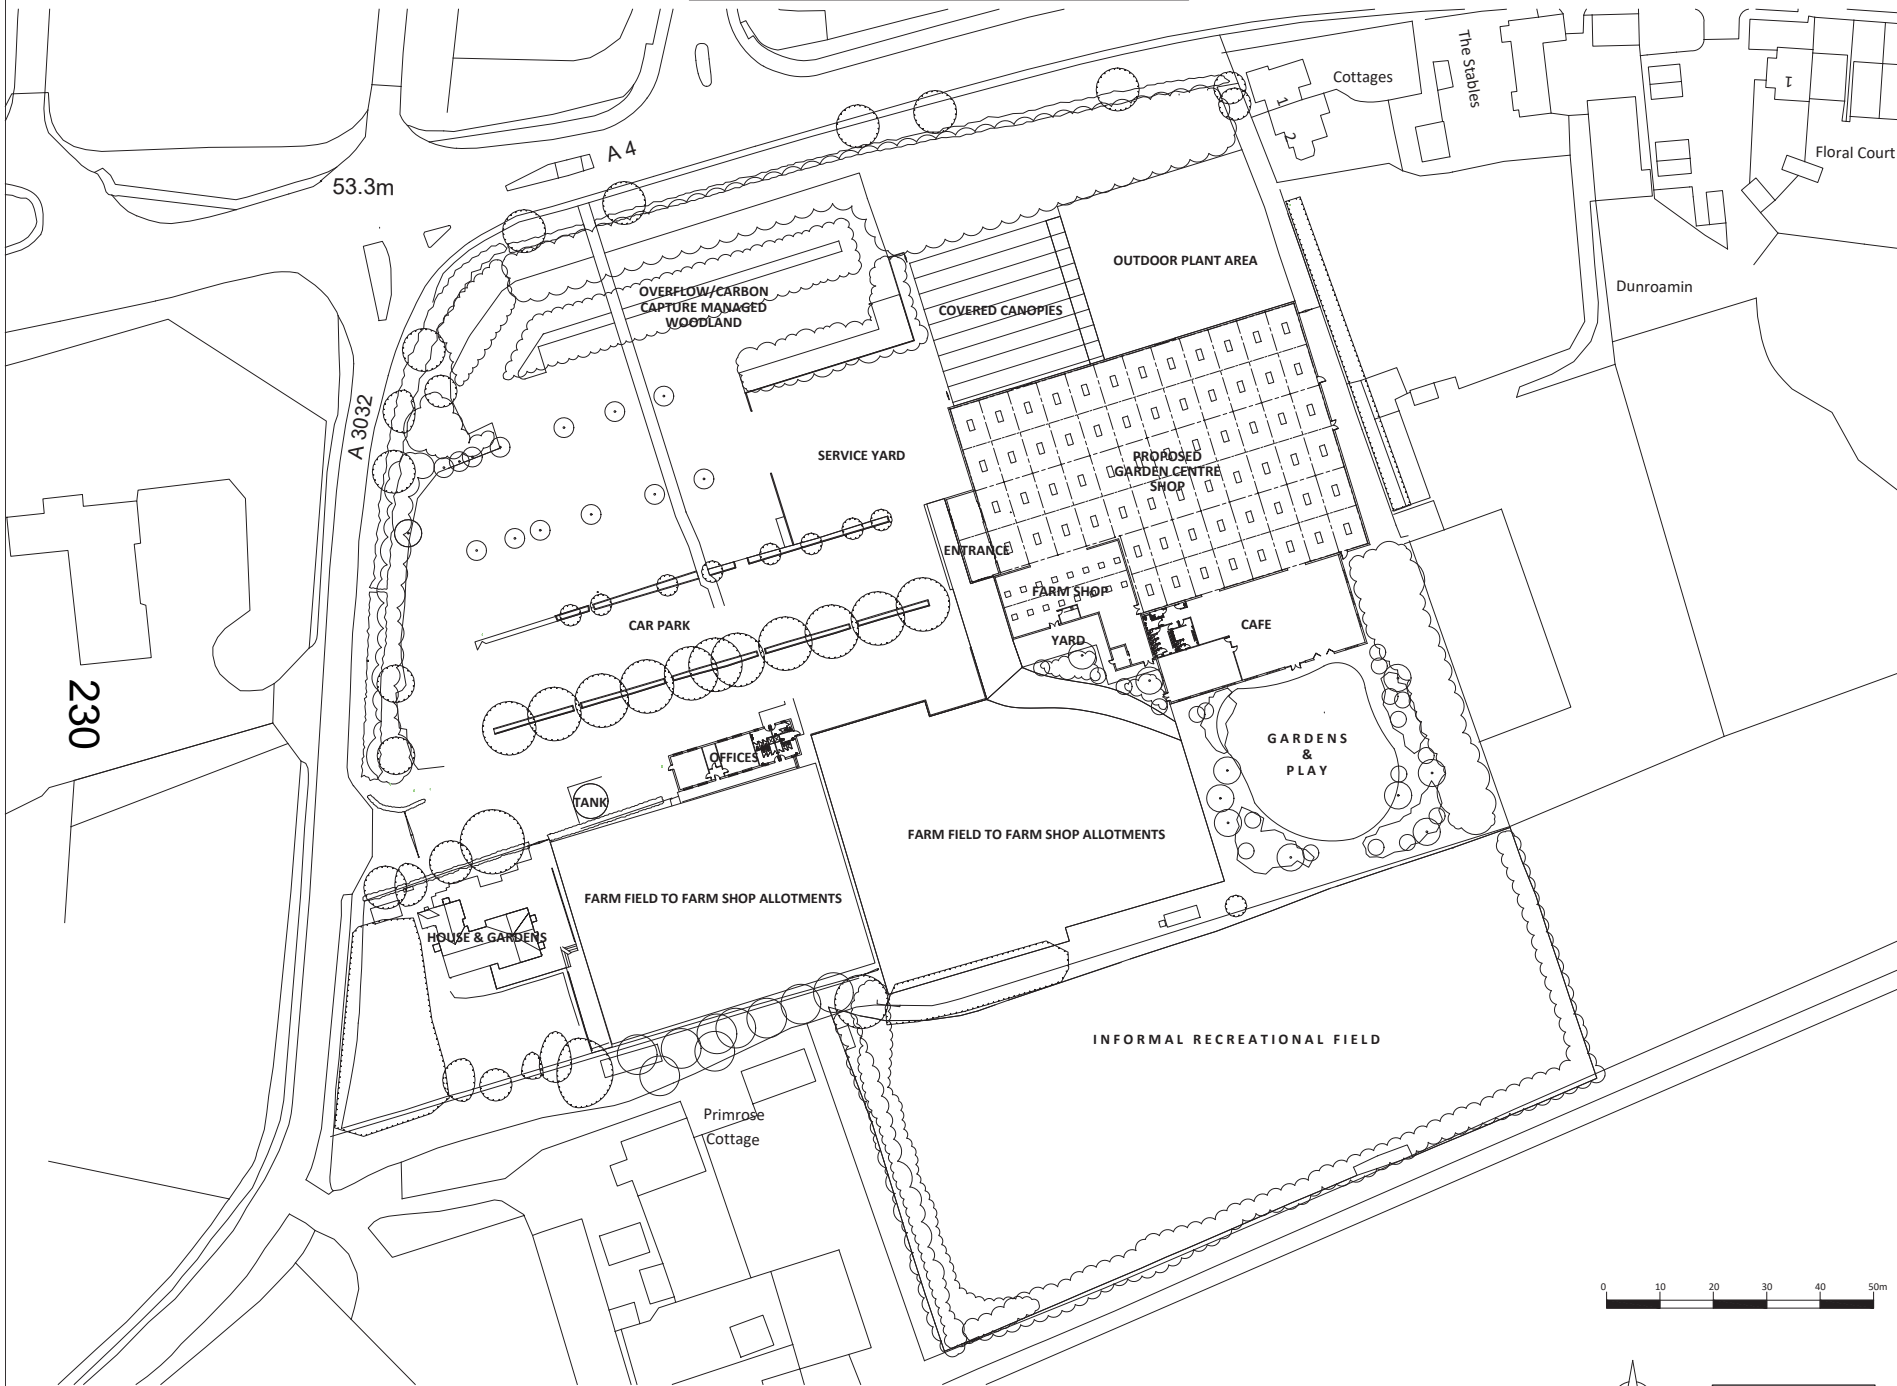 The Stables
Cottages
1
2
1
Floral Court
A 4
53.3m
OUTDOOR PLANT AREA
Dunroamin
OVERFLOW/CARBON
CAPTURE MANAGED
WOODLAND
COVERED CANOPIES
A 3032
SERVICE YARD
PROPOSED
GARDEN CENTRE
SHOP
ENTRANCE
FARM SHOP
CAR PARK
CAFE
YARD
230
GARDENS
&
PLAY
OFFICES
TANK
FARM FIELD TO FARM SHOP ALLOTMENTS
FARM FIELD TO FARM SHOP ALLOTMENTS
HOUSE & GARDENS
INFORMAL RECREATIONAL FIELD
Primrose
Cottage
0 10 20 30 40 50m